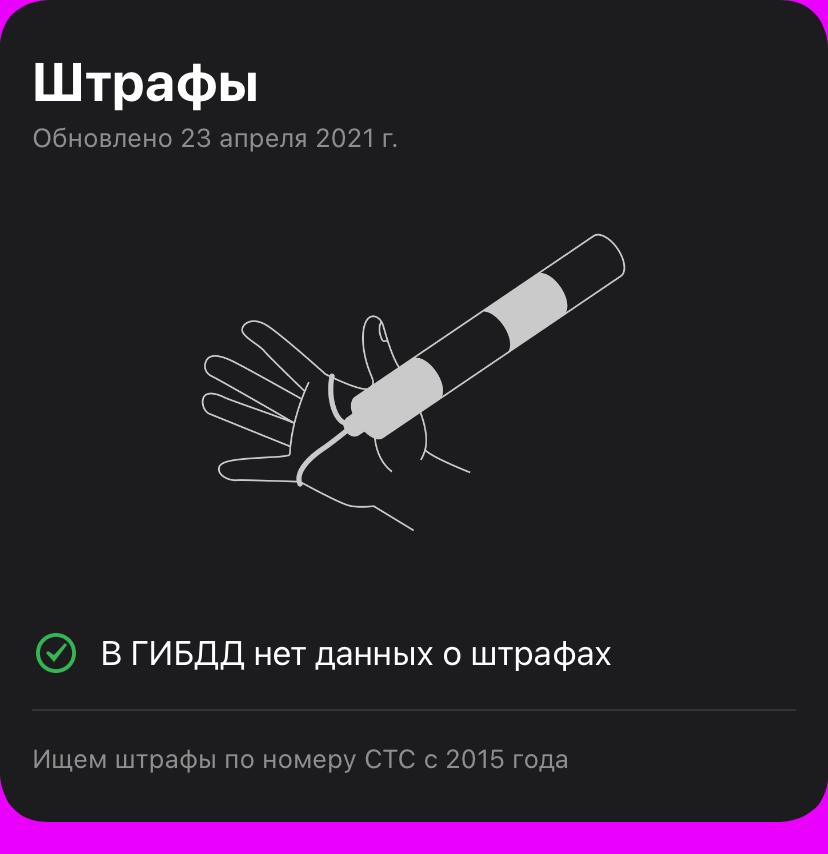 Штрафы
Обновлено 23 апреля 2021 г.
В ГИБДД нет данных о штрафах
Ищем штрафы по номеру СТС с 2015 года